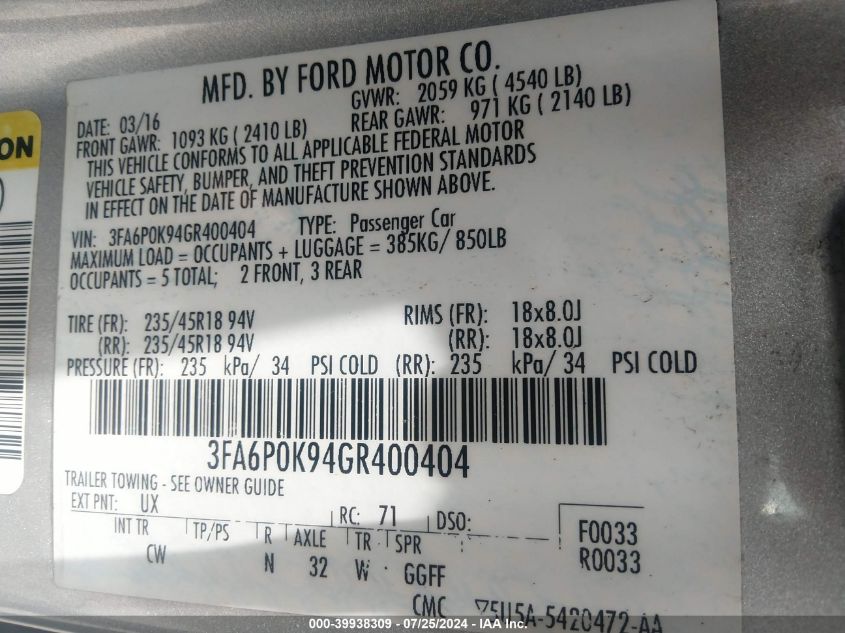 MFD. BY FORD MOTOR CO.
DATE: 03/16 GVWR: 2059 KG ( 4540 LB)
FRONT GAWR: 1093 KG ( 2410 LB) REAR GAWR: 971 KG ( 2140 LB)
THIS VEHICLE CONFORMS TO ALL APPLICABLE FEDERAL MOTOR
VEHICLE SAFETY, BUMPER, AND THEFT PREVENTION STANDARDS
IN EFFECT ON THE DATE OF MANUFACTURE SHOWN ABOVE.
VIN: 3FA6P0K94GR400404 TYPE: Passenger Car
MAXIMUM LOAD = OCCUPANTS + LUGGAGE = 385KG/ 850LB
OCCUPANTS = 5 TOTAL; 2 FRONT, 3 REAR
TIRE (FR): 235/45R18 94V RIMS (FR): 18x8.0J
(RR): 235/45R18 94V (RR): 18x8.0J
PRESSURE (FR): 235 kPa/ 34 PSI COLD (RR): 235 kPa/ 34 PSI COLD
3FA6P0K94GR400404
TRAILER TOWING - SEE OWNER GUIDE
EXT PNT: UX RC: 71 DSO: F0033
INT TR TP/PS R AXLE TR SPR R0033
CW N 32 W GGFF
CMC
ON
000-39938309 - 07/25/2024 - IAA Inc.